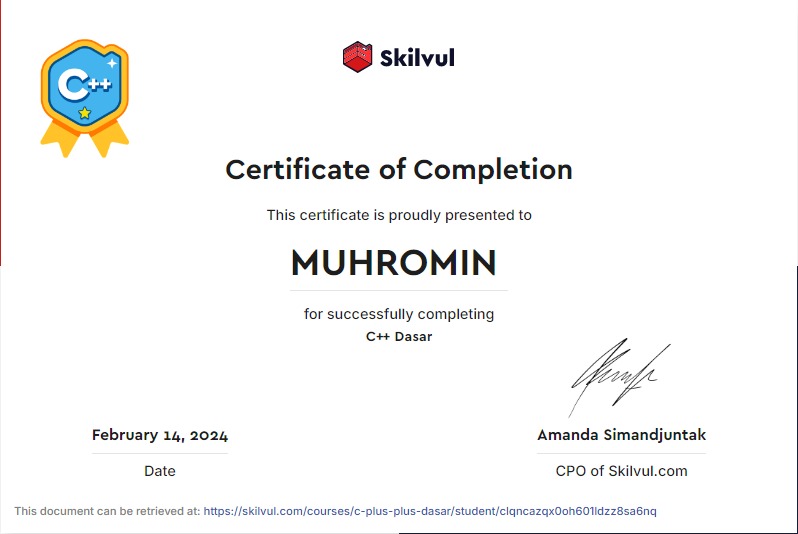 C++
Skilvul
Certificate of Completion
This certificate is proudly presented to
MUHROMIN
for successfully completing
C++ Dasar
February 14, 2024
Date
Amanda Simandjuntak
CPO of Skilvul.com
This document can be retrieved at: https://skilvul.com/courses/c-plus-plus-dasar/student/clqncazqx0oh601ldzz8sa6nq